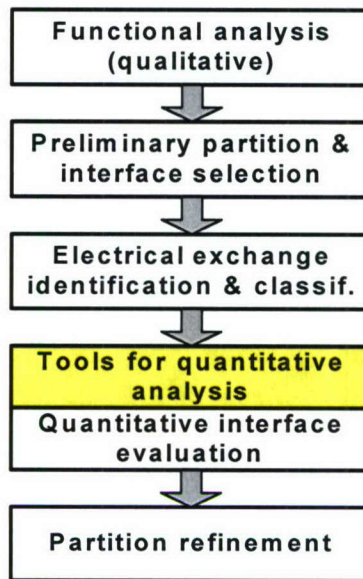 Functional analysis
(qualitative)
Preliminary partition &
interface selection
Electrical exchange
identification & classif.
Tools for quantitative
analysis
Quantitative interface
evaluation
Partition refinement